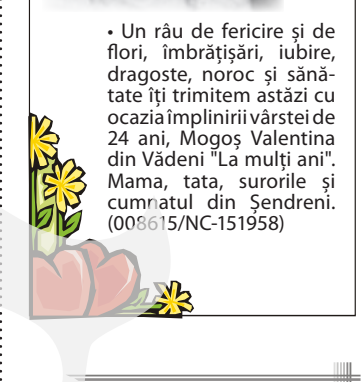 • Un râu de fericire și de
flori, îmbrățișări, iubire,
dragoste, noroc și sănă-
tate îți trimitem astăzi cu
ocazia împlinirii vârstei de
24 ani, Mogoș Valentina
din Vădeni "La mulți ani".
Mama, tata, surorile și
cumnatul din Șendreni.
(008615/NC-151958)